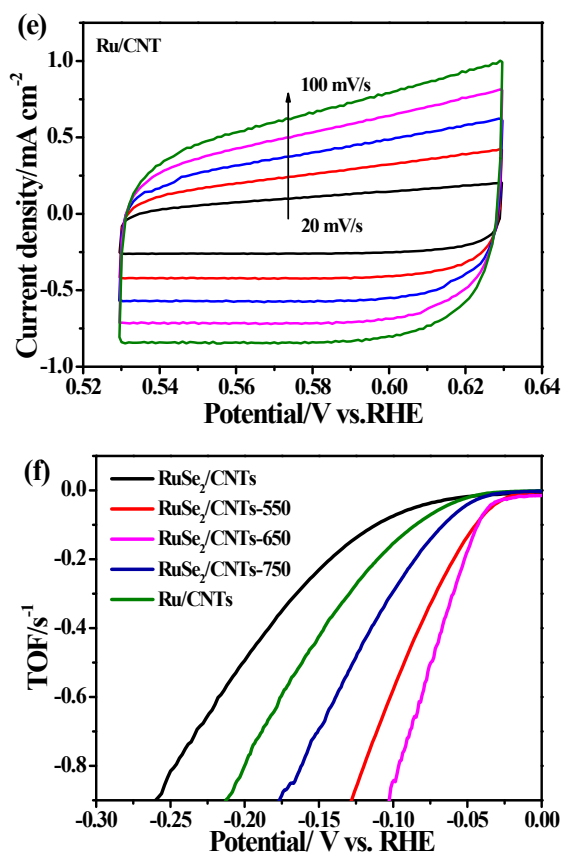 (e)
Ru/CNT
100 mV/s
20 mV/s
Current density/mA cm⁻²
1.0
0.5
0.0
-0.5
-1.0
0.52 0.54 0.56 0.58 0.60 0.62 0.64
Potential/V vs.RHE
(f)
RuSe₂/CNTs
RuSe₂/CNTs-550
RuSe₂/CNTs-650
RuSe₂/CNTs-750
Ru/CNTs
TOF/s⁻¹
0.0
-0.2
-0.4
-0.6
-0.8
-0.30 -0.25 -0.20 -0.15 -0.10 -0.05 0.00
Potential/ V vs. RHE